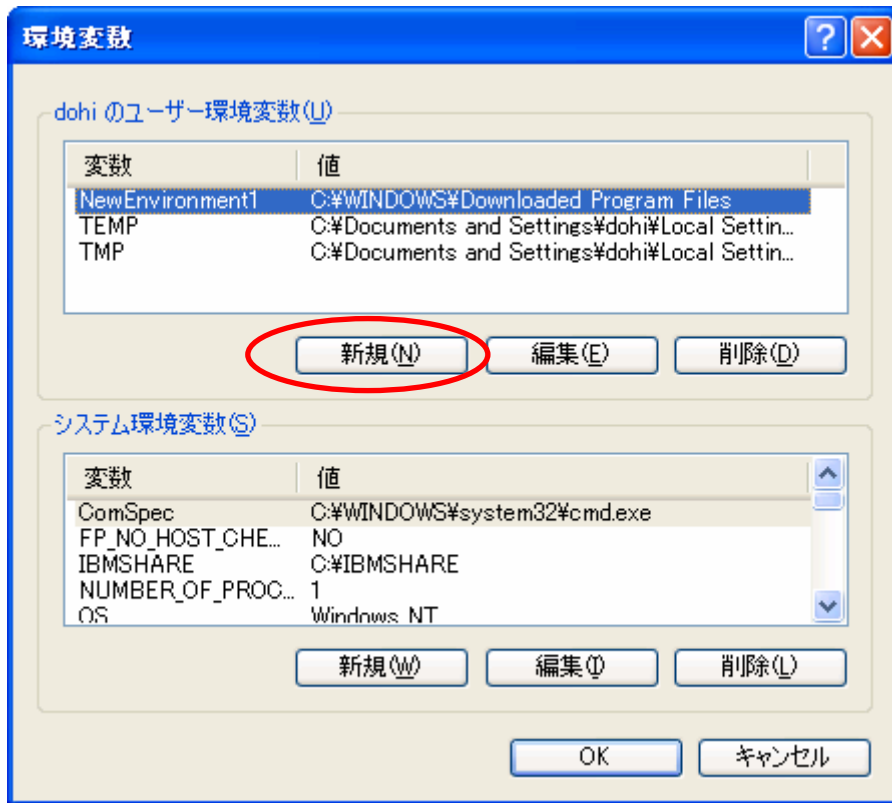 環境変数
dohi のユーザー環境変数(U)
変数 値
NewEnvironment1 C:¥WINDOWS¥Downloaded Program Files
TEMP C:¥Documents and Settings¥dohi¥Local Settin...
TMP C:¥Documents and Settings¥dohi¥Local Settin...
新規(N) 編集(E) 削除(D)
システム環境変数(S)
変数 値
ComSpec C:¥WINDOWS¥system32¥cmd.exe
FP_NO_HOST_CHE... NO
IBMSHARE C:¥IBMSHARE
NUMBER_OF_PROC... 1
OS Windows_NT
新規(W) 編集(I) 削除(L)
OK キャンセル